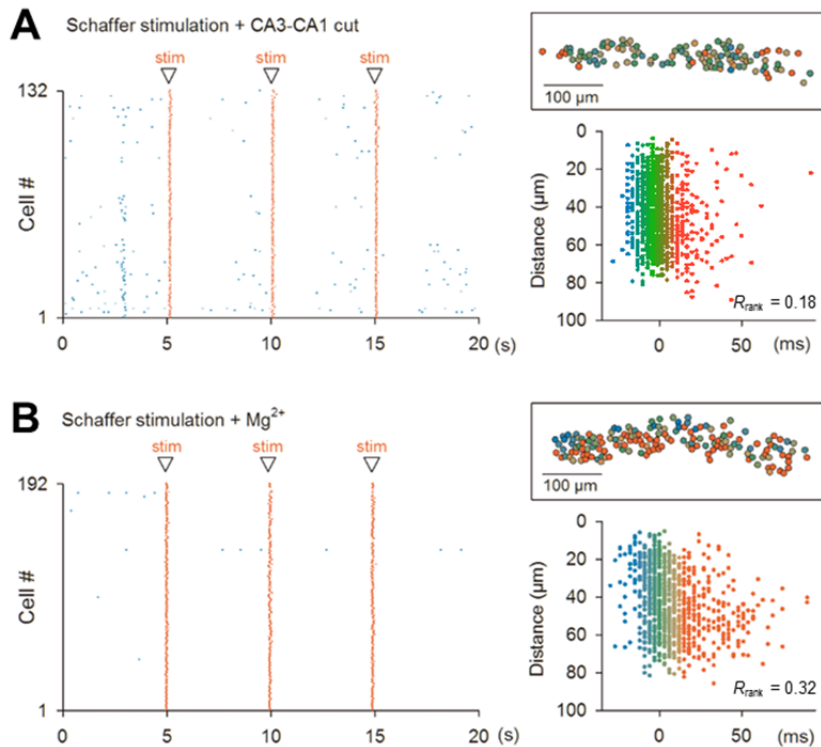 A
Schaffer stimulation + CA3-CA1 cut
stim stim stim
132
Cell #
1
0 5 10 15 20 (s)
100 µm
0
20
40
60
80
100
Distance (µm)
Rrank = 0.18
0 50 (ms)
B
Schaffer stimulation + Mg2+
stim stim stim
192
Cell #
1
0 5 10 15 20 (s)
100 µm
0
20
40
60
80
100
Distance (µm)
Rrank = 0.32
0 50 (ms)